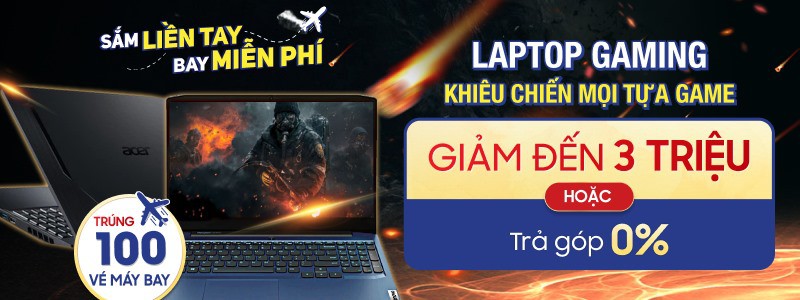 SẮM LIỀN TAY
BAY MIỄN PHÍ
acer
TRÚNG
100
VÉ MÁY BAY
LAPTOP GAMING
KHIÊU CHIẾN MỌI TỰA GAME
GIẢM ĐẾN 3 TRIỆU
HOẶC
Trả góp 0%